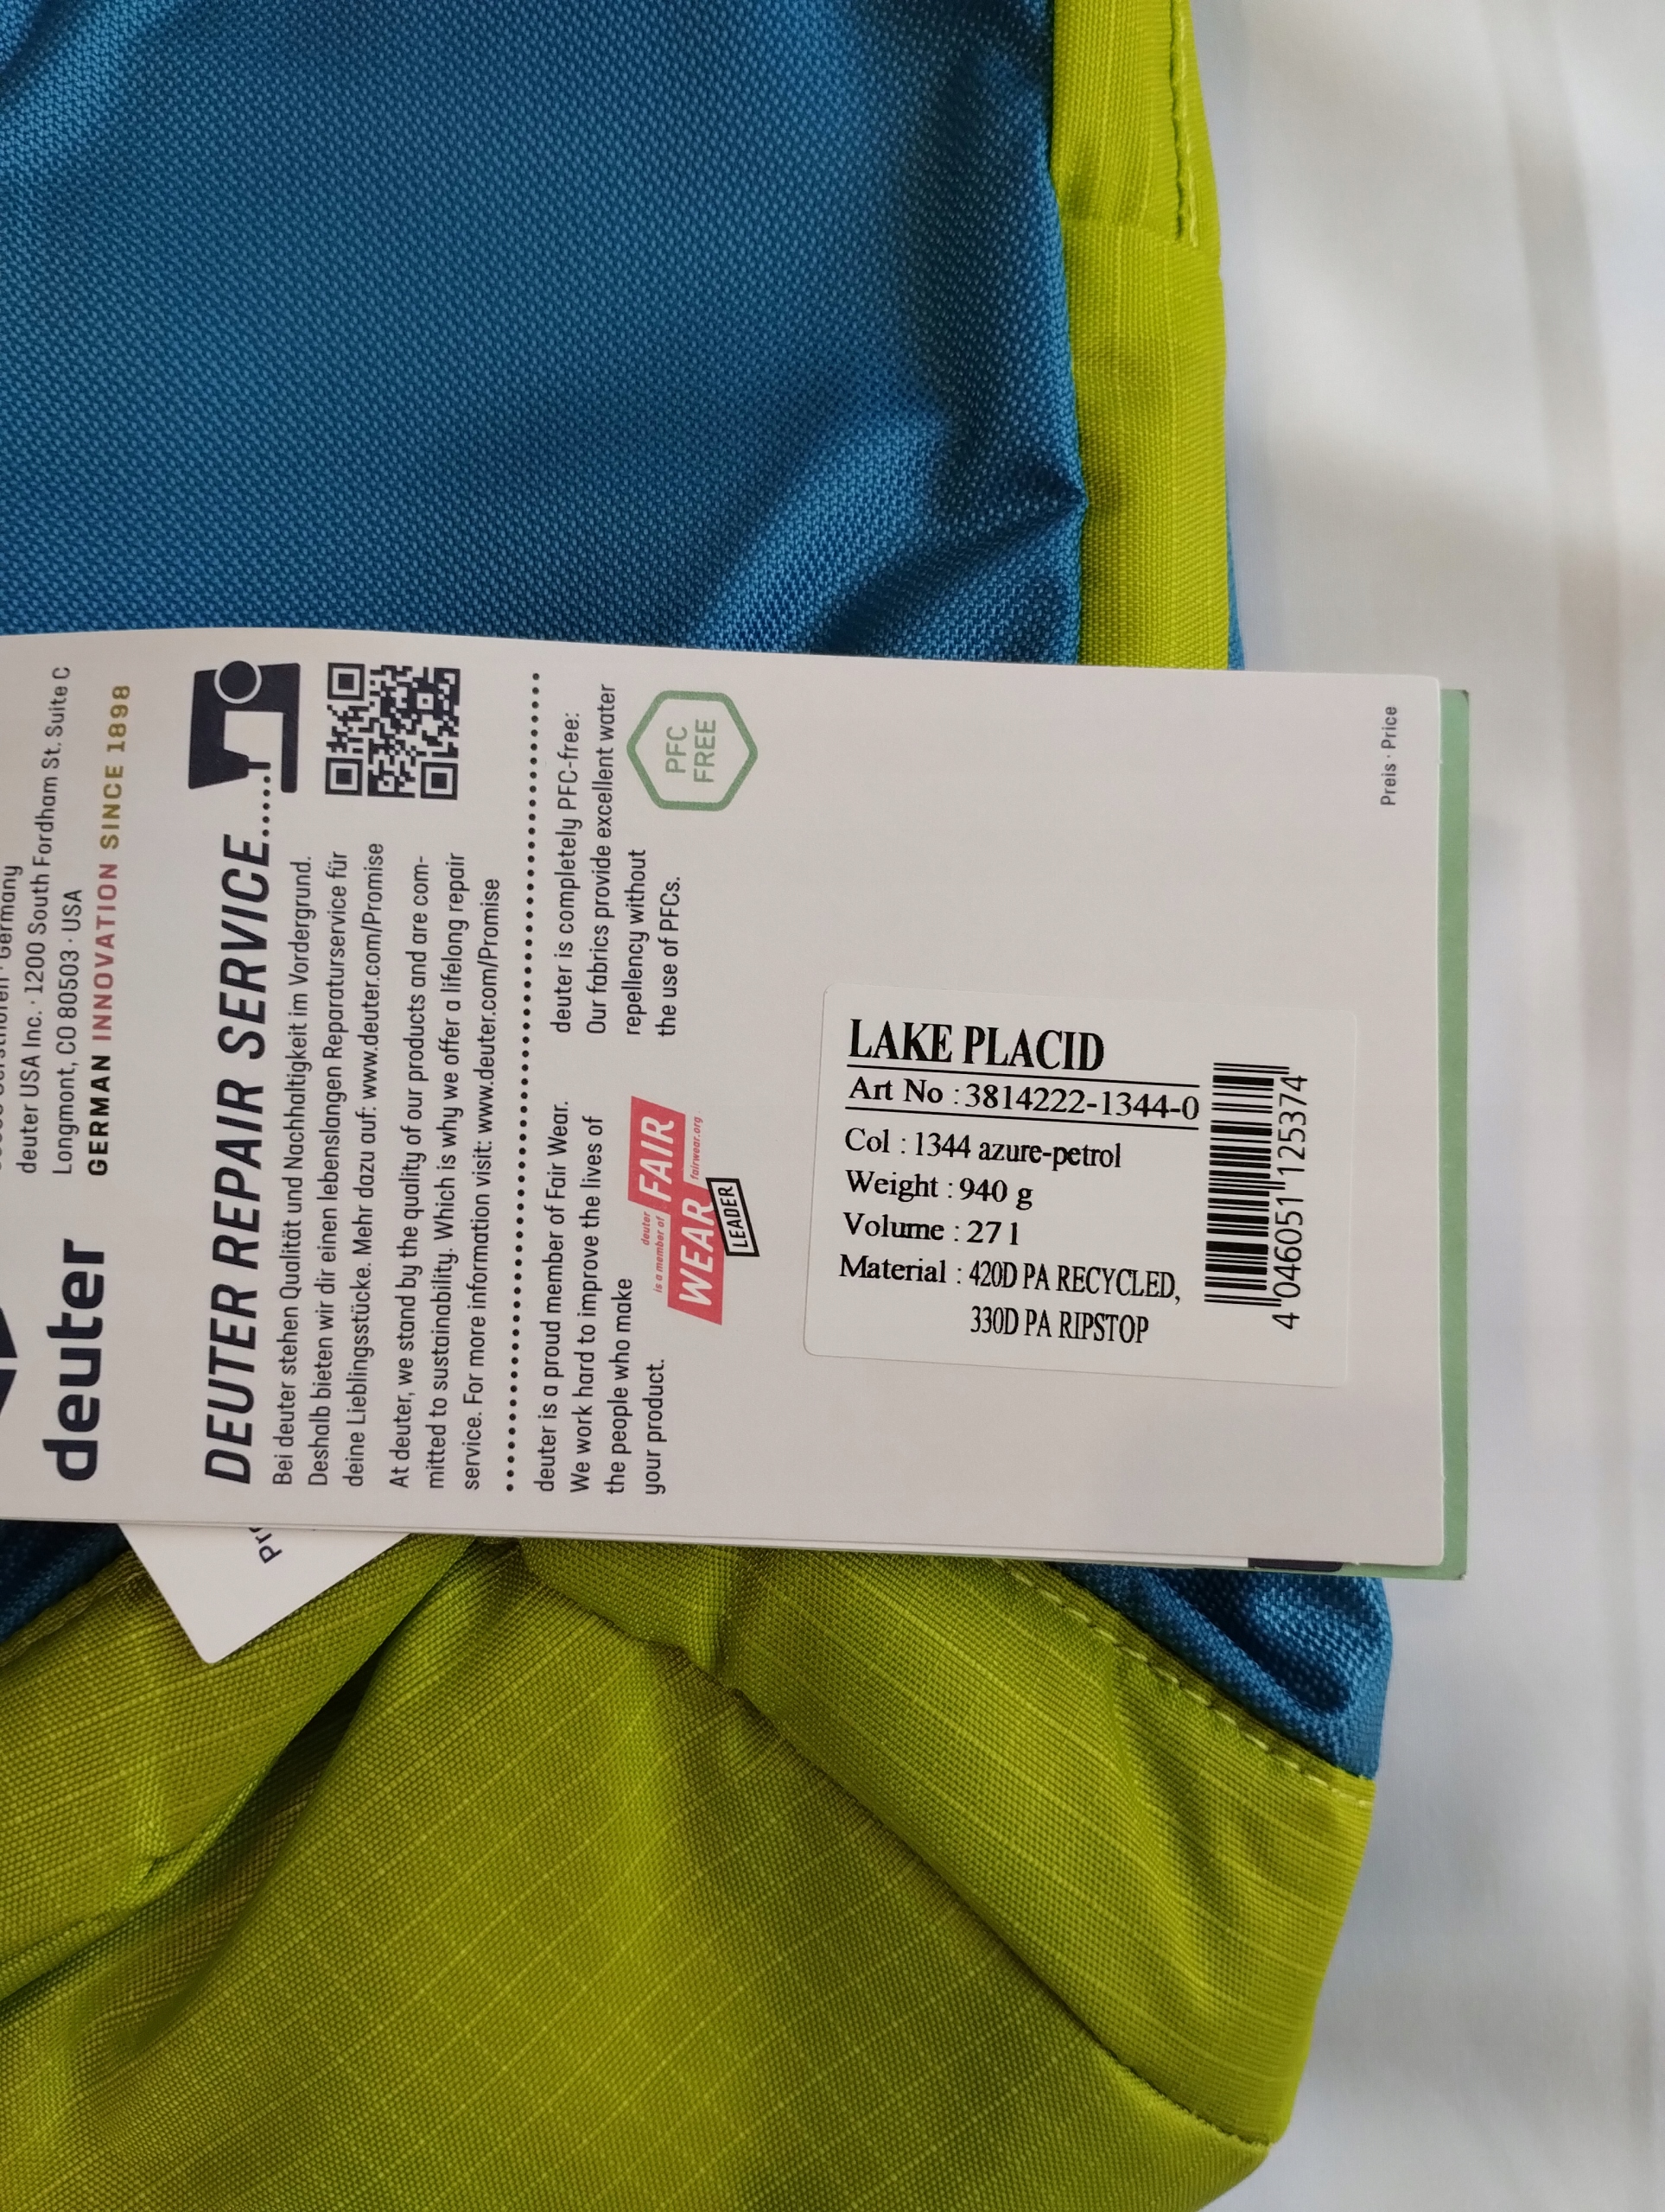 deuter
Germany
deuter USA Inc. · 1200 South Fordham St. Suite C
Longmont, CO 80503 · USA
GERMAN INNOVATION SINCE 1898
DEUTER REPAIR SERVICE.....
Bei deuter stehen Qualität und Nachhaltigkeit im Vordergrund.
Deshalb bieten wir dir einen lebenslangen Reparaturservice für
deine Lieblingsstücke. Mehr dazu auf: www.deuter.com/Promise
At deuter, we stand by the quality of our products and are com-
mitted to sustainability. Which is why we offer a lifelong repair
service. For more information visit: www.deuter.com/Promise
deuter is a proud member of Fair Wear.
We work hard to improve the lives of
the people who make
your product.
deuter
is a member of
FAIR
WEAR
fairwear.org
LEADER
deuter is completely PFC-free:
Our fabrics provide excellent water
repellency without
the use of PFCs.
PFC
FREE
LAKE PLACID
Art No : 3814222-1344-0
Col : 1344 azure-petrol
Weight : 940 g
Volume : 27 l
Material : 420D PA RECYCLED,
330D PA RIPSTOP
4 046051 125374
Preis · Price